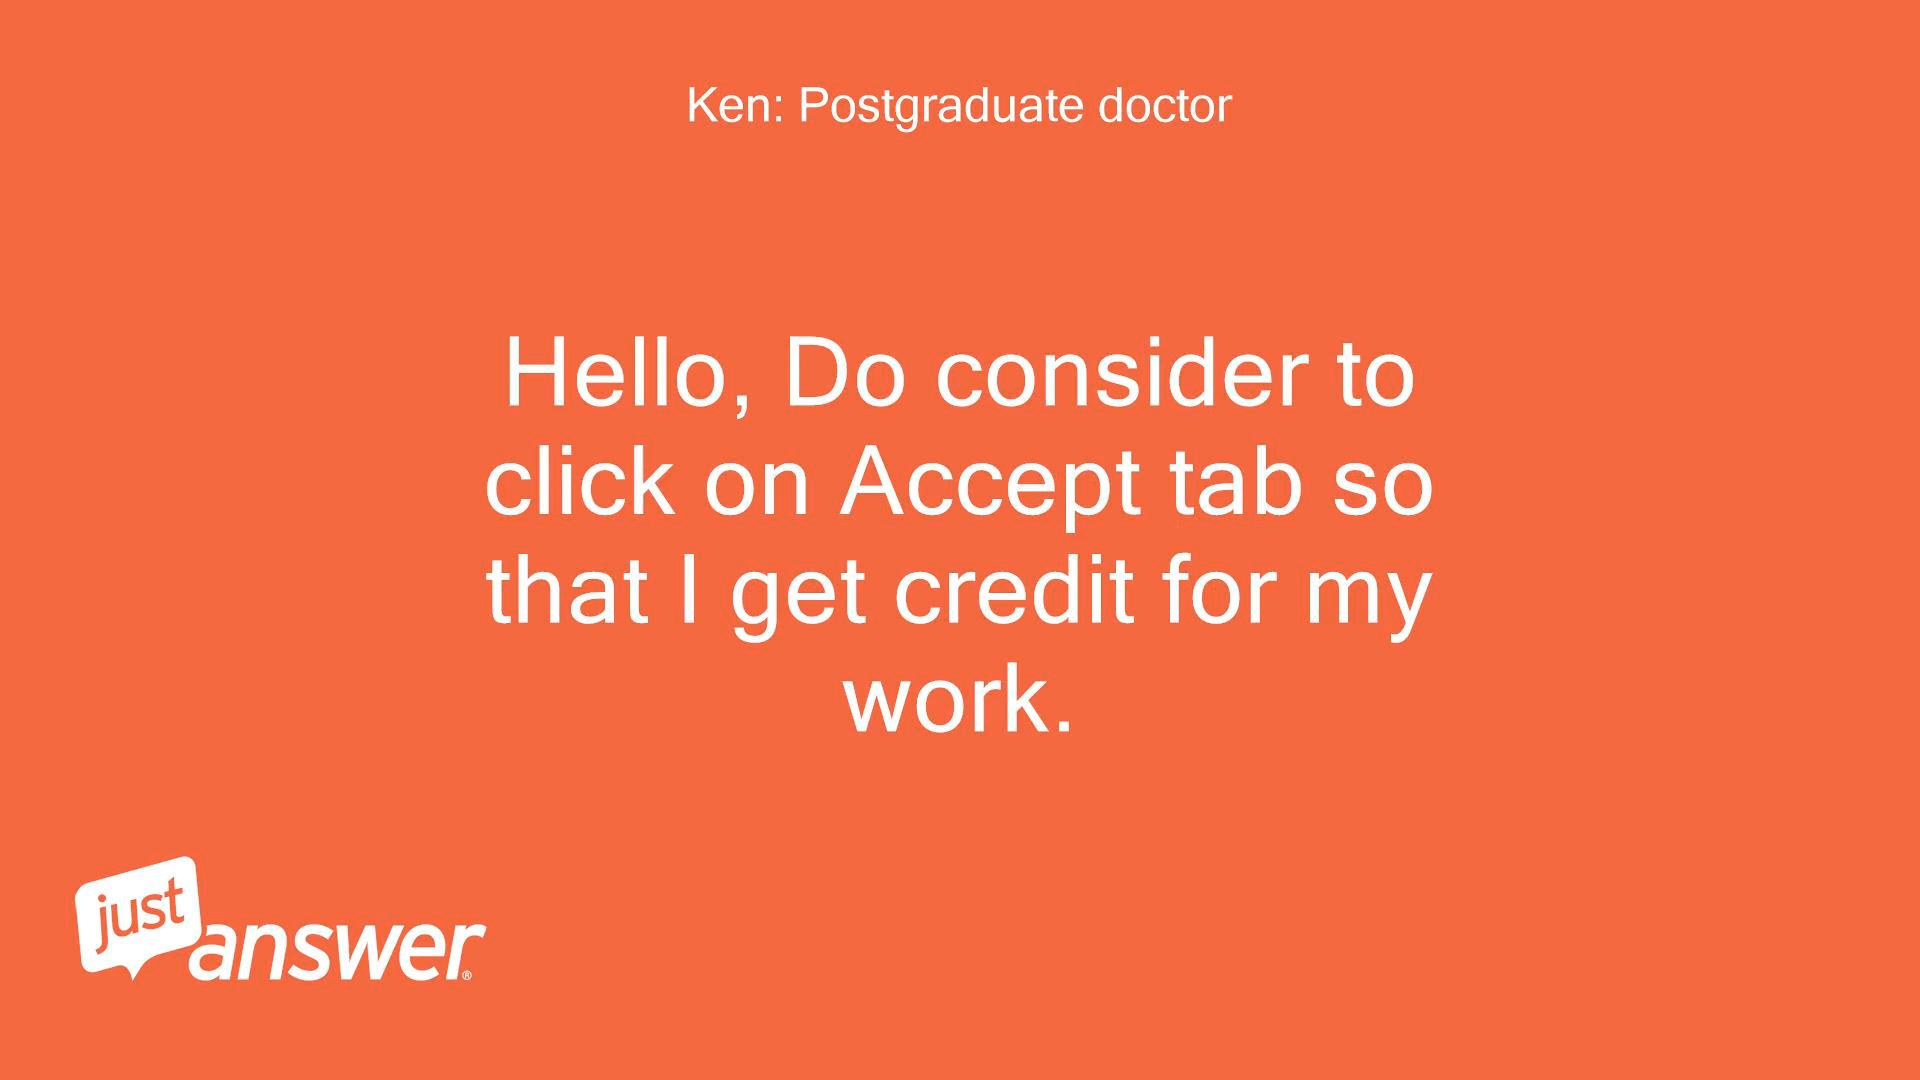 Ken: Postgraduate doctor
Hello, Do consider to
click on Accept tab so
that I get credit for my
work.
just
answer®